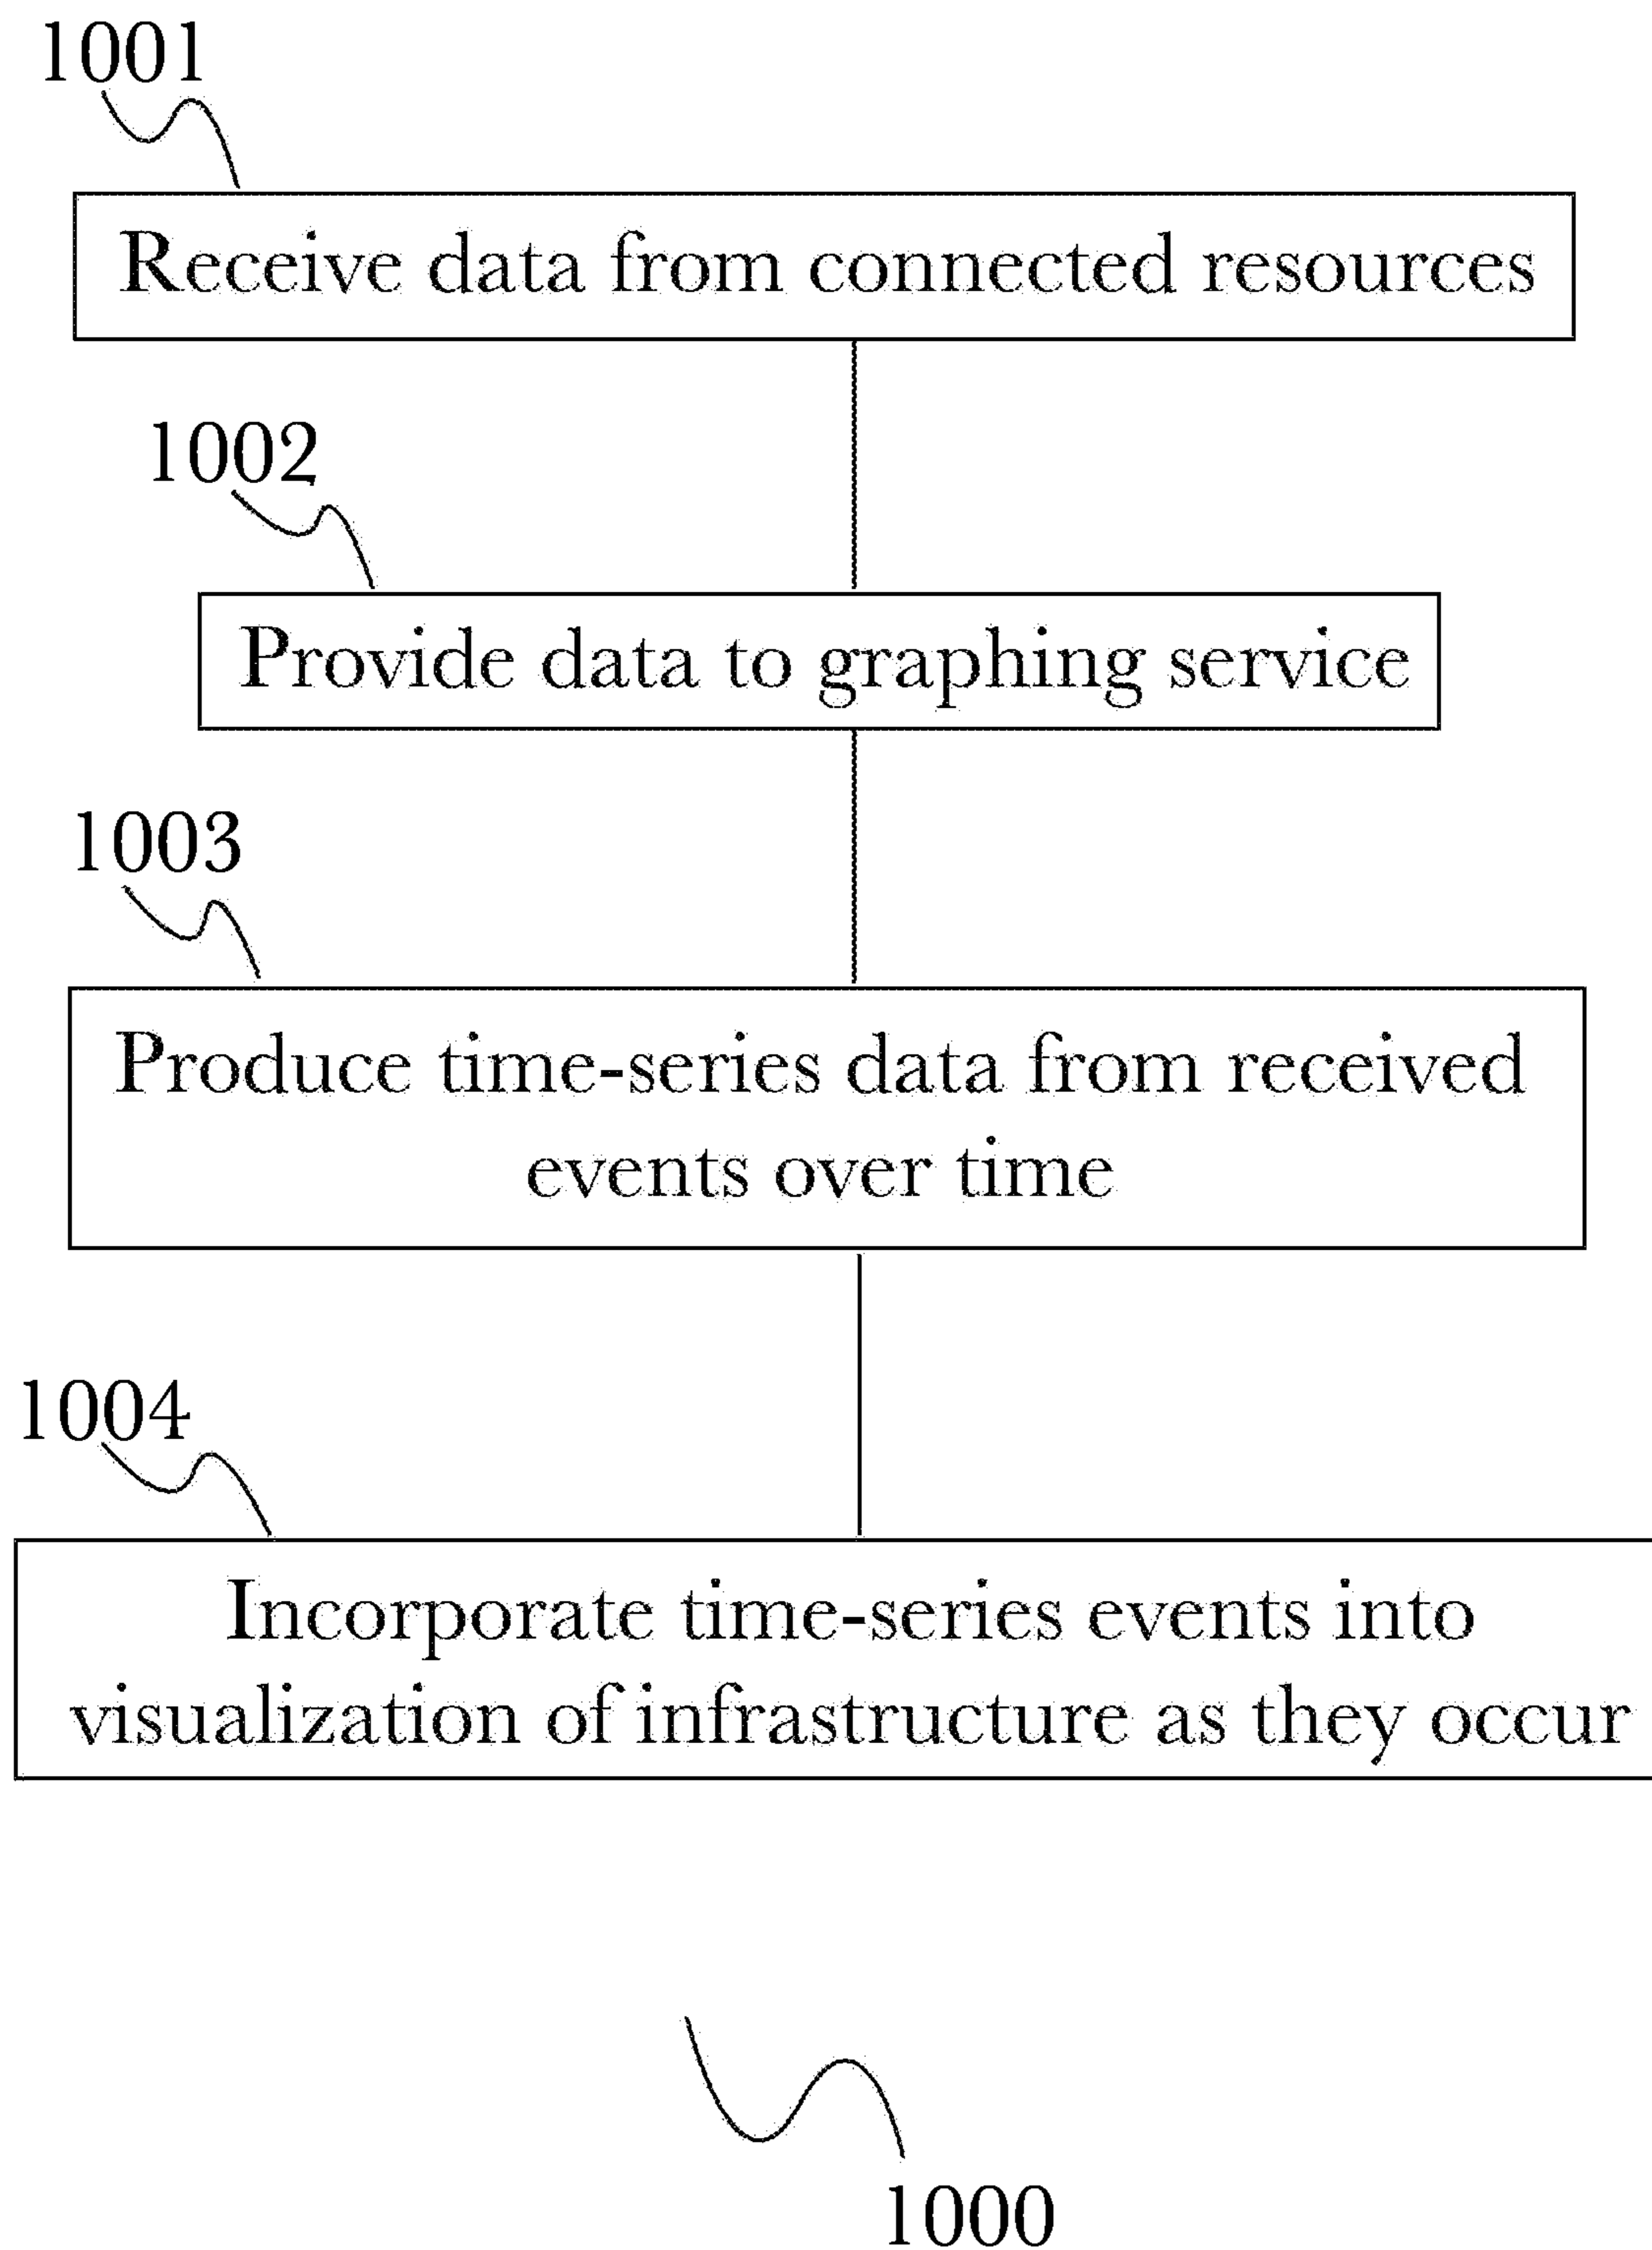 1001
Receive data from connected resources
1002
Provide data to graphing service
1003
Produce time-series data from received
events over time
1004
Incorporate time-series events into
visualization of infrastructure as they occur
1000